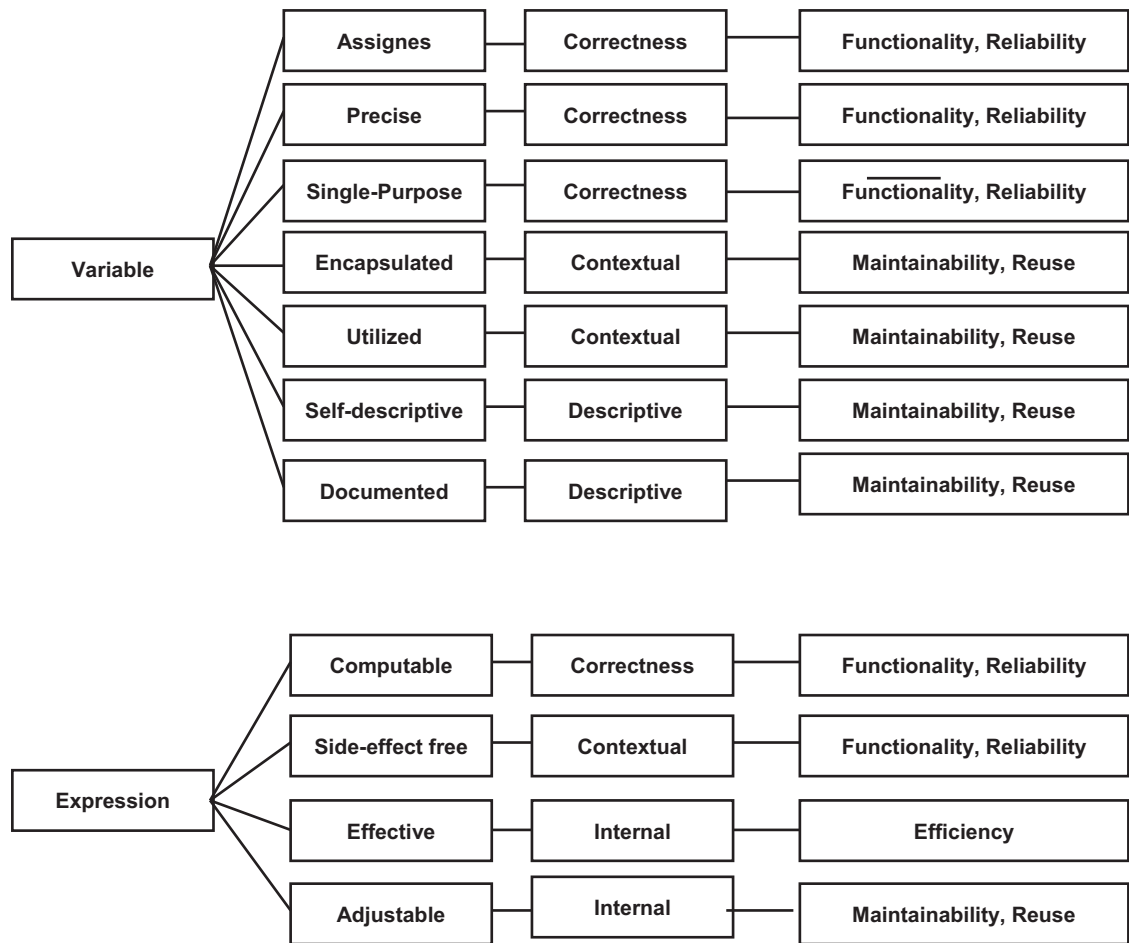 Assignes Correctness Functionality, Reliability
Precise Correctness Functionality, Reliability
Single-Purpose Correctness Functionality, Reliability
Variable Encapsulated Contextual Maintainability, Reuse
Utilized Contextual Maintainability, Reuse
Self-descriptive Descriptive Maintainability, Reuse
Documented Descriptive Maintainability, Reuse
Computable Correctness Functionality, Reliability
Side-effect free Contextual Functionality, Reliability
Expression
Effective Internal Efficiency
Adjustable Internal Maintainability, Reuse